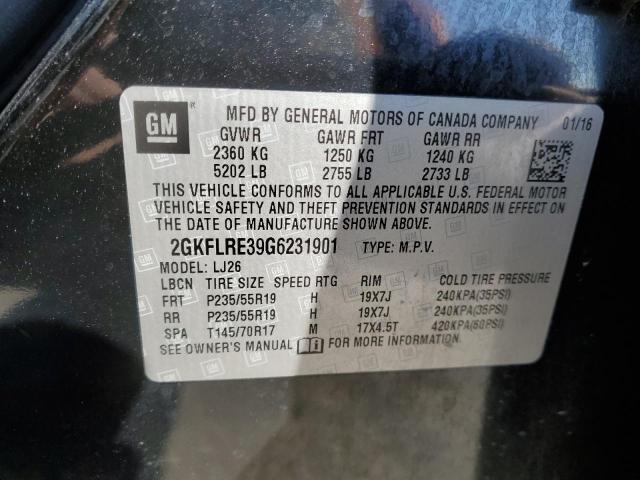 GM ® MFD BY GENERAL MOTORS OF CANADA COMPANY 01/16
GVWR GAWR FRT GAWR RR
2360 KG 1250 KG 1240 KG
5202 LB 2755 LB 2733 LB
THIS VEHICLE CONFORMS TO ALL APPLICABLE U.S. FEDERAL MOTOR
VEHICLE SAFETY AND THEFT PREVENTION STANDARDS IN EFFECT ON
THE DATE OF MANUFACTURE SHOWN ABOVE.
2GKFLRE39G6231901 TYPE: M.P.V.
MODEL: LJ26
LBCN TIRE SIZE SPEED RTG RIM COLD TIRE PRESSURE
FRT P235/55R19 H 19X7J 240KPA(35PSI)
RR P235/55R19 H 19X7J 240KPA(35PSI)
SPA T145/70R17 M 17X4.5T 420KPA(60PSI)
SEE OWNER'S MANUAL FOR MORE INFORMATION.